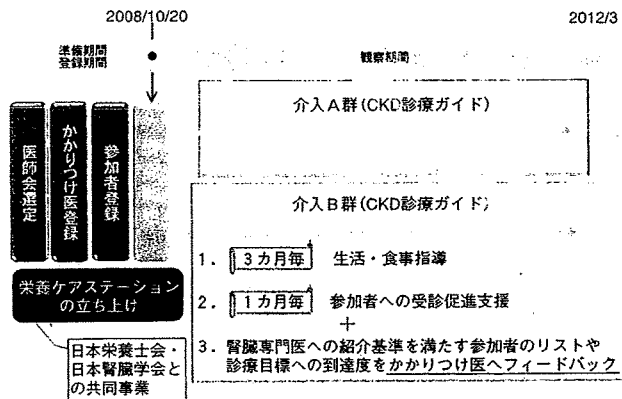 2008/10/20
2012/3
準備期間
登録期間
観察期間
医師会選定
かかりつけ医登録
参加者登録
介入A群(CKD診療ガイド)
介入B群(CKD診療ガイド)
1. 3カ月毎 生活・食事指導
2. 1カ月毎 参加者への受診促進支援
+
3. 腎臓専門医への紹介基準を満たす参加者のリストや
診療目標への到達度をかかりつけ医へフィードバック
栄養ケアステーション
の立ち上げ
日本栄養士会・
日本腎臓学会と
の共同事業